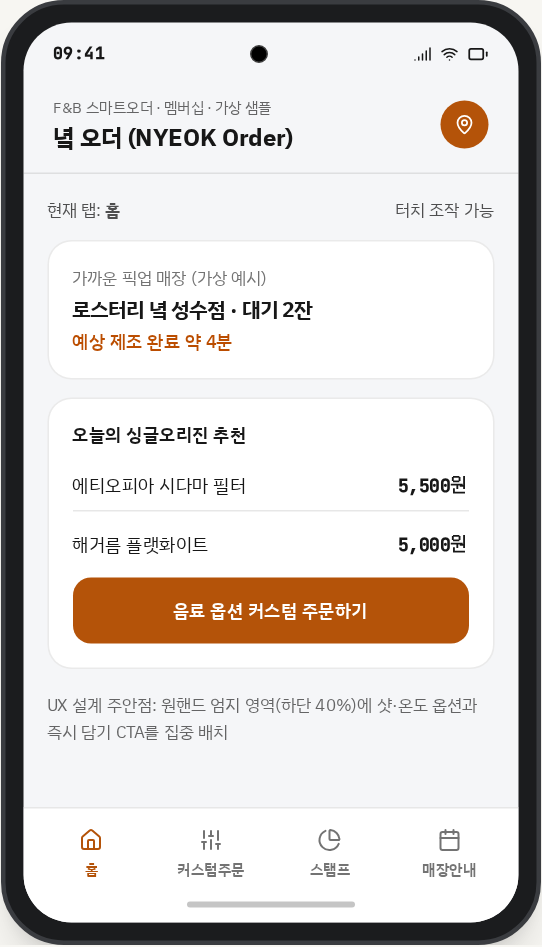 09:41
F&B 스마트오더 · 멤버십 · 가상 샘플
녘 오더 (NYEOK Order)
현재 탭: 홈
터치 조작 가능
가까운 픽업 매장 (가상 예시)
로스터리 녘 성수점 · 대기 2잔
예상 제조 완료 약 4분
오늘의 싱글오리진 추천
에티오피아 시다마 필터 5,500원
해거름 플랫화이트 5,000원
음료 옵션 커스텀 주문하기
UX 설계 주안점: 원핸드 엄지 영역(하단 40%)에 샷·온도 옵션과
즉시 담기 CTA를 집중 배치
홈 커스텀주문 스탬프 매장안내